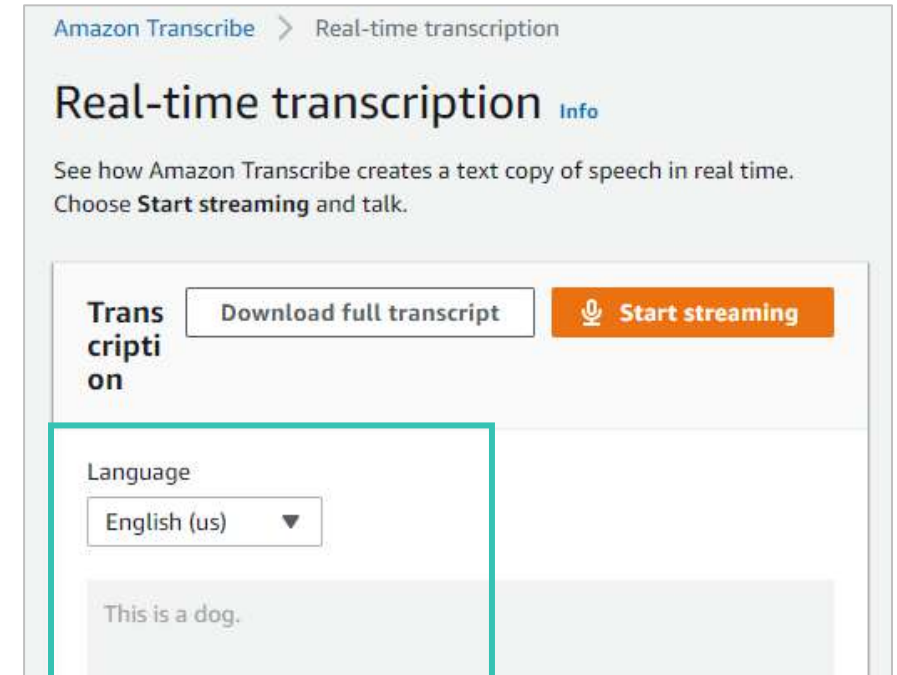 Amazon Transcribe > Real-time transcription
Real-time transcription Info
See how Amazon Transcribe creates a text copy of speech in real time.
Choose Start streaming and talk.
Trans
cripti
on
Download full transcript
Start streaming
Language
English (us)
This is a dog.